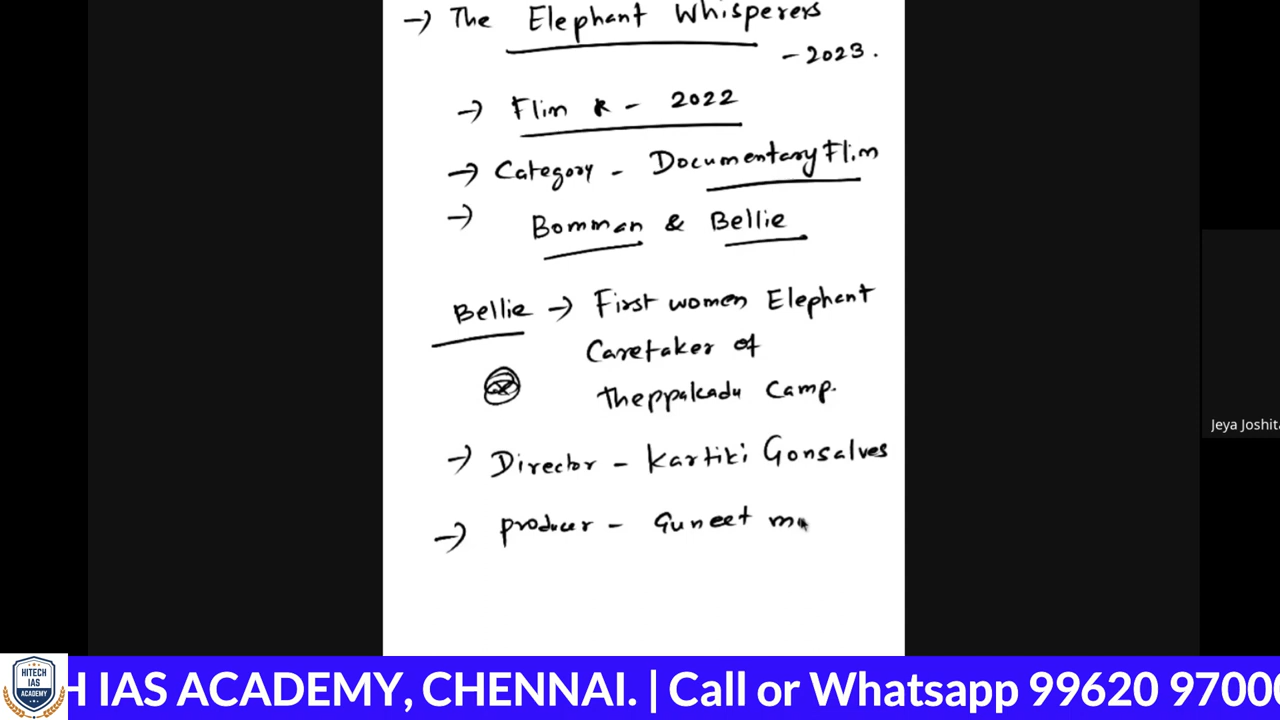 → The Elephant Whisperers
- 2023.
→ Flim - 2022
→ Category - Documentary Flim
→ Bomman & Bellie
Bellie → First women Elephant
Caretaker of
Theppakadu Camp.
→ Director - Kartiki Gonsalves
→ Producer - Guneet m
Jeya Joshita
HITECH
IAS
ACADEMY
H IAS ACADEMY, CHENNAI. | Call or Whatsapp 99620 9700